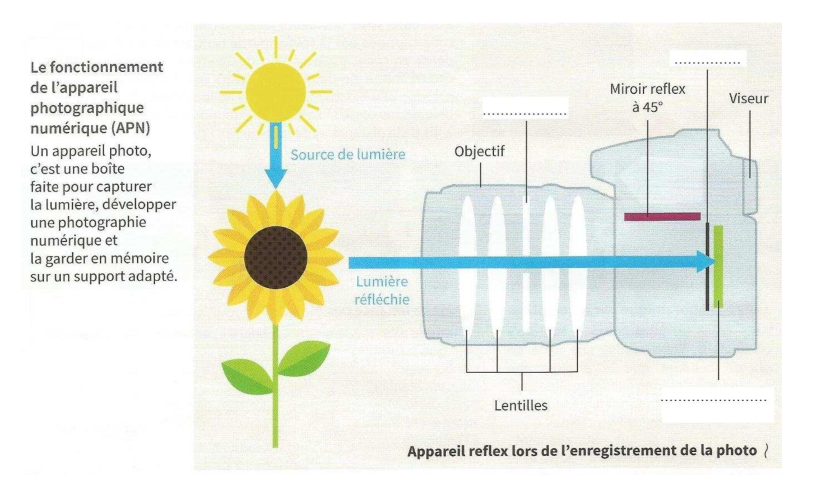 Le fonctionnement
de l'appareil
photographique
numérique (APN)
Un appareil photo,
c'est une boîte
faite pour capturer
la lumière, développer
une photographie
numérique et
la garder en mémoire
sur un support adapté.
Source de lumière
Lumière
réfléchie
Objectif
....................
Miroir reflex
à 45°
...............
Viseur
Lentilles
.........................
Appareil reflex lors de l'enregistrement de la photo